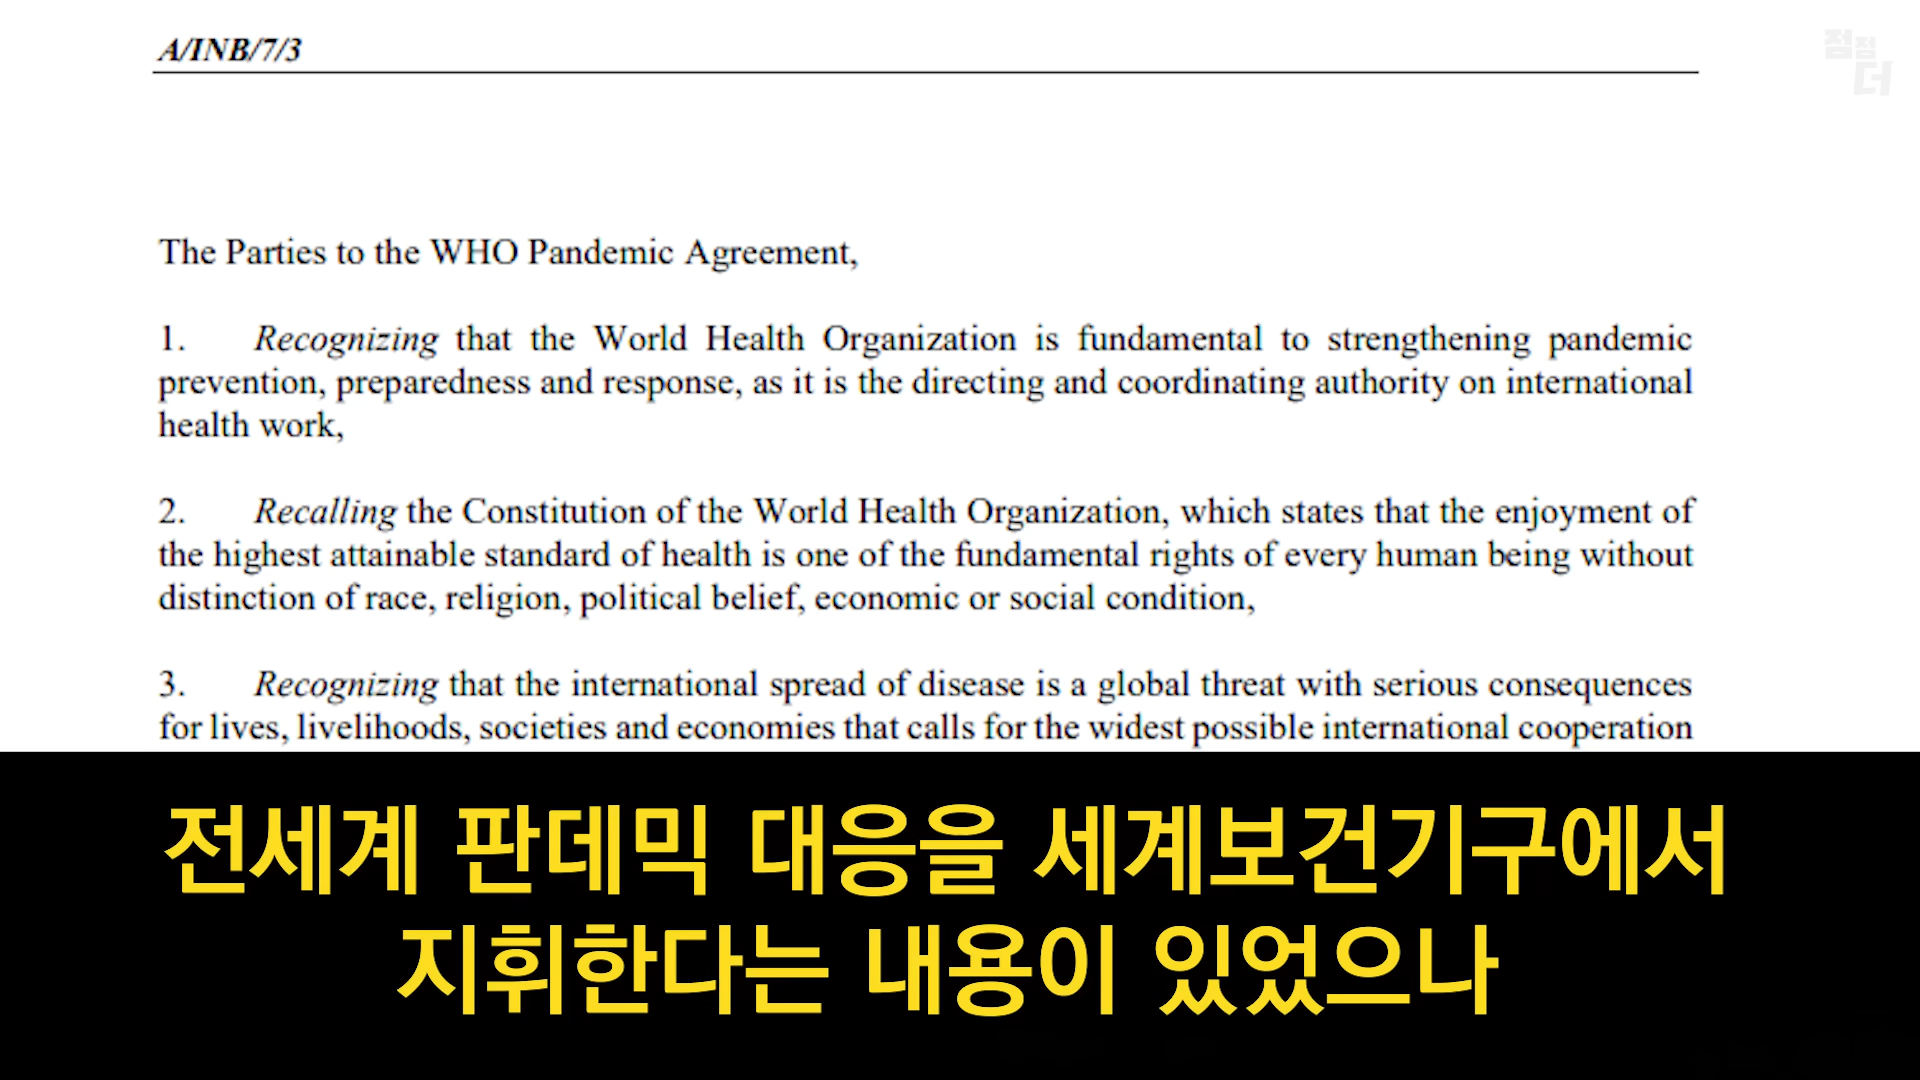 A/INB/7/3
점점
더
The Parties to the WHO Pandemic Agreement,
1. Recognizing that the World Health Organization is fundamental to strengthening pandemic
prevention, preparedness and response, as it is the directing and coordinating authority on international
health work,
2. Recalling the Constitution of the World Health Organization, which states that the enjoyment of
the highest attainable standard of health is one of the fundamental rights of every human being without
distinction of race, religion, political belief, economic or social condition,
3. Recognizing that the international spread of disease is a global threat with serious consequences
for lives, livelihoods, societies and economies that calls for the widest possible international cooperation
전세계 판데믹 대응을 세계보건기구에서
지휘한다는 내용이 있었으나